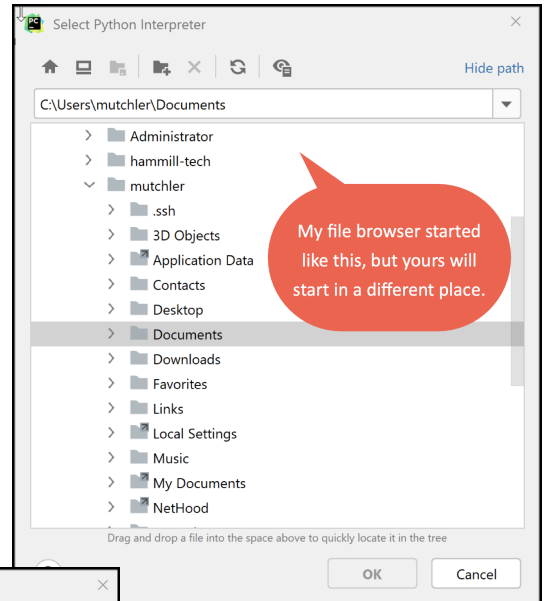 PC Select Python Interpreter
Hide path
C:\Users\mutchler\Documents
Administrator
hammill-tech
mutchler
.ssh
3D Objects
Application Data
Contacts
Desktop
Documents
Downloads
Favorites
Links
Local Settings
Music
My Documents
NetHood
My file browser started
like this, but yours will
start in a different place.
Drag and drop a file into the space above to quickly locate it in the tree
OK
Cancel